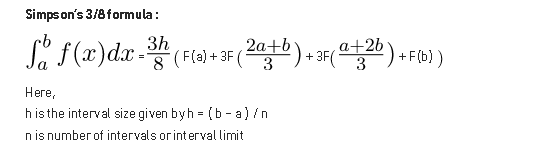 Simpson's 3/8 formula :
∫ₐᵇ f(x)dx = 3h/8 ( F(a) + 3F ( (2a+b)/3 ) + 3F( (a+2b)/3 ) + F(b) )
Here,
h is the interval size given by h = ( b - a ) / n
n is number of intervals or interval limit